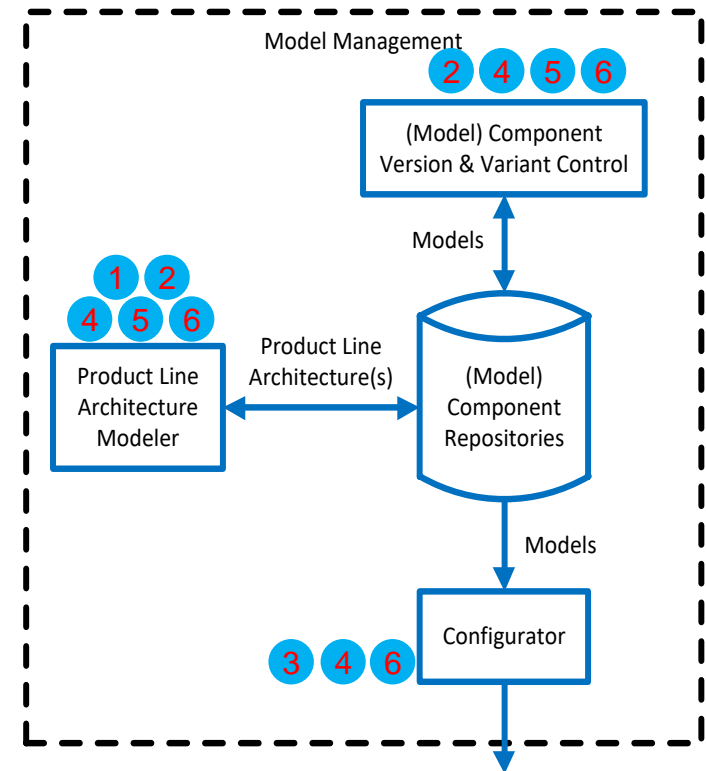 Model Management
2 4 5 6
(Model) Component
Version & Variant Control
Models
1 2
4 5 6
Product Line
Architecture
Modeler
Product Line
Architecture(s)
(Model)
Component
Repositories
Models
3 4 6
Configurator